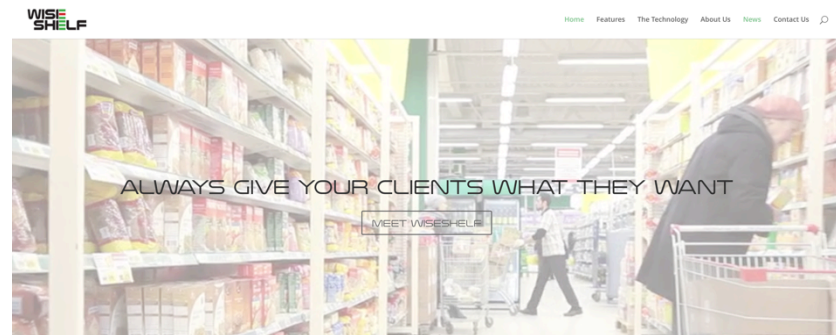 WISE
SHELF
Home Features The Technology About Us News Contact Us
ALWAYS GIVE YOUR CLIENTS WHAT THEY WANT
MEET WISESHELF